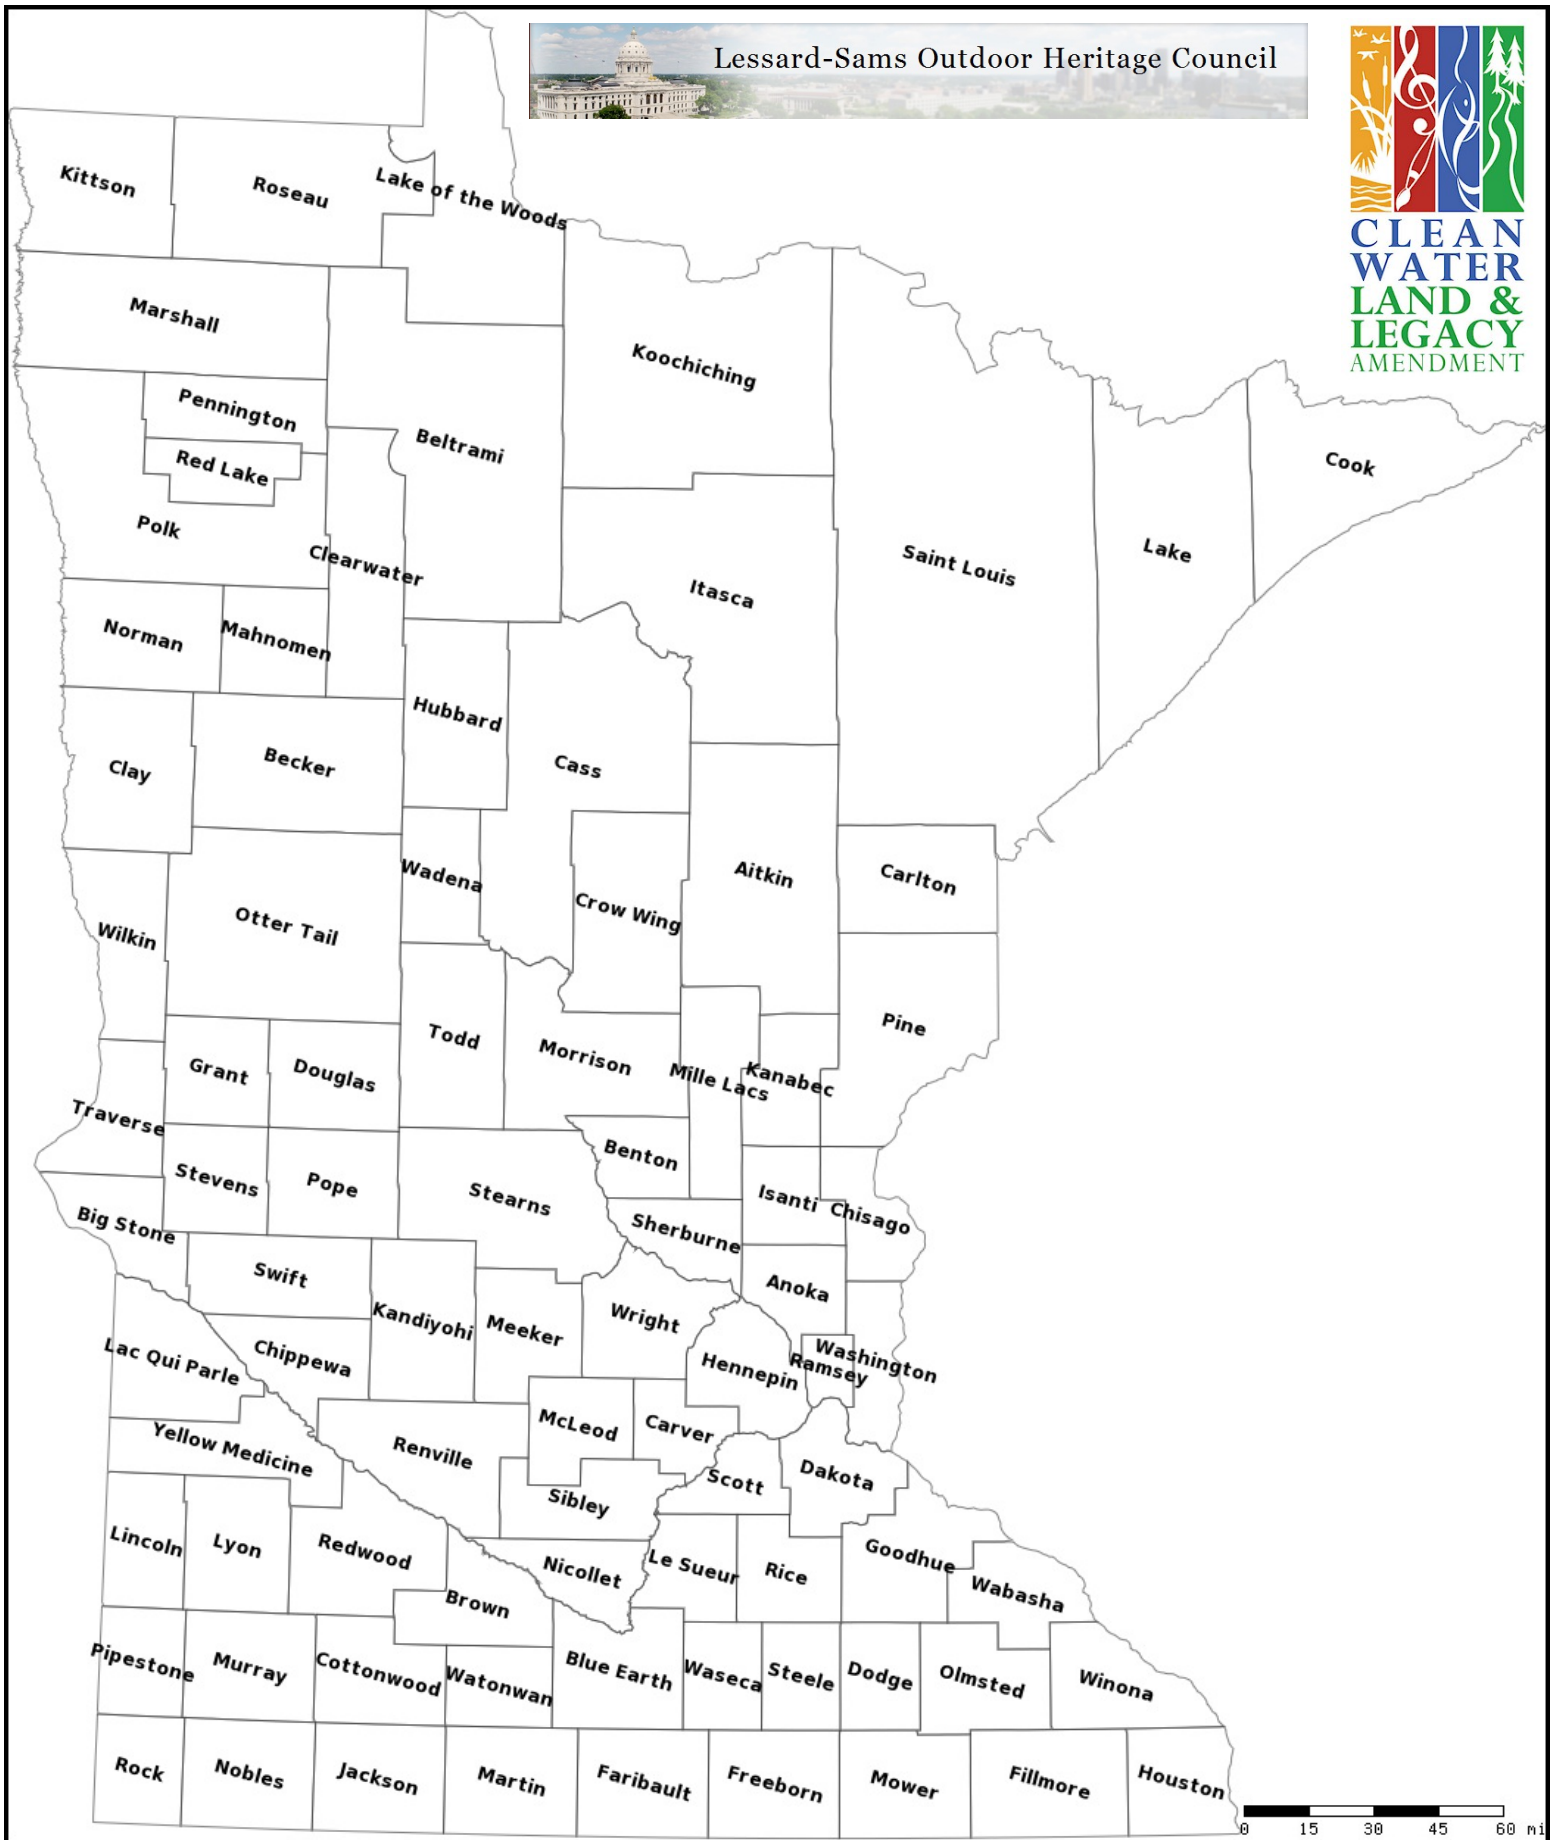 Lessard-Sams Outdoor Heritage Council
CLEAN
WATER
LAND &
LEGACY
AMENDMENT
Kittson
Roseau
Lake of the Woods
Marshall
Koochiching
Pennington
Beltrami
Red Lake
Cook
Polk
Clearwater
Saint Louis
Lake
Itasca
Norman
Mahnomen
Hubbard
Becker
Clay
Cass
Wadena
Aitkin
Carlton
Otter Tail
Crow Wing
Wilkin
Todd
Pine
Morrison
Grant
Douglas
Mille Lacs
Kanabec
Traverse
Benton
Stevens
Pope
Stearns
Isanti
Chisago
Big Stone
Sherburne
Swift
Anoka
Kandiyohi
Meeker
Wright
Lac Qui Parle
Chippewa
Hennepin
Ramsey
Washington
Yellow Medicine
Renville
McLeod
Carver
Scott
Dakota
Sibley
Lincoln
Lyon
Redwood
Nicollet
Le Sueur
Rice
Goodhue
Wabasha
Brown
Pipestone
Murray
Cottonwood
Watonwan
Blue Earth
Waseca
Steele
Dodge
Olmsted
Winona
Rock
Nobles
Jackson
Martin
Faribault
Freeborn
Mower
Fillmore
Houston
0 15 30 45 60 mi